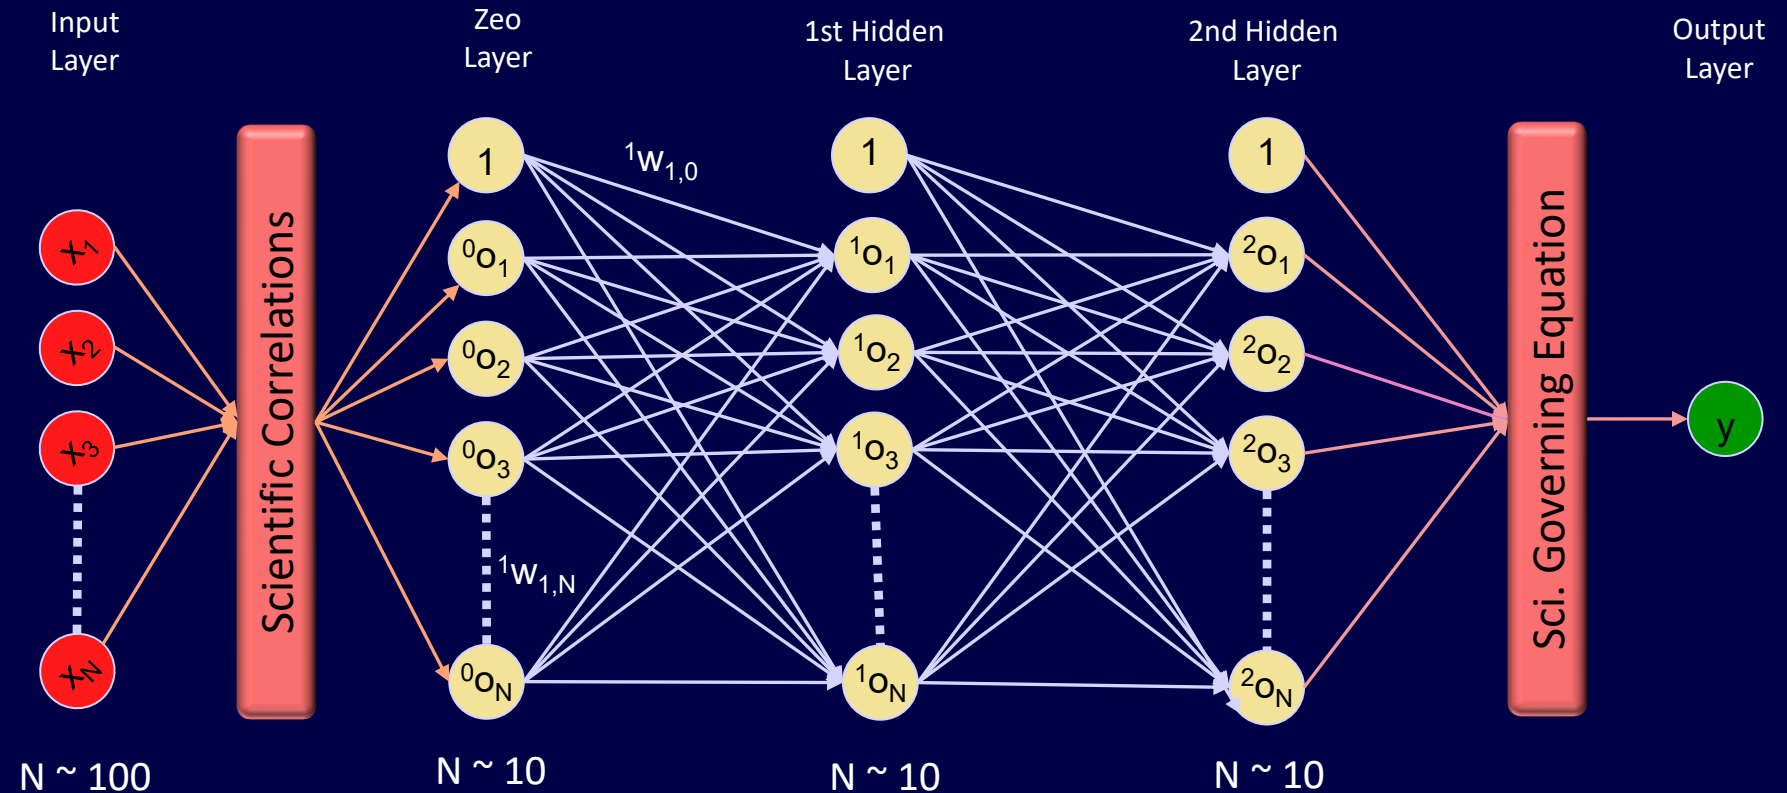 Input
Layer
Zeo
Layer
1st Hidden
Layer
2nd Hidden
Layer
Output
Layer
x1
x2
x3
xN
Scientific Correlations
1
0o1
0o2
0o3
0oN
1w1,0
1w1,N
1
1o1
1o2
1o3
1oN
1
2o1
2o2
2o3
2oN
Sci. Governing Equation
y
N ~ 100
N ~ 10
N ~ 10
N ~ 10